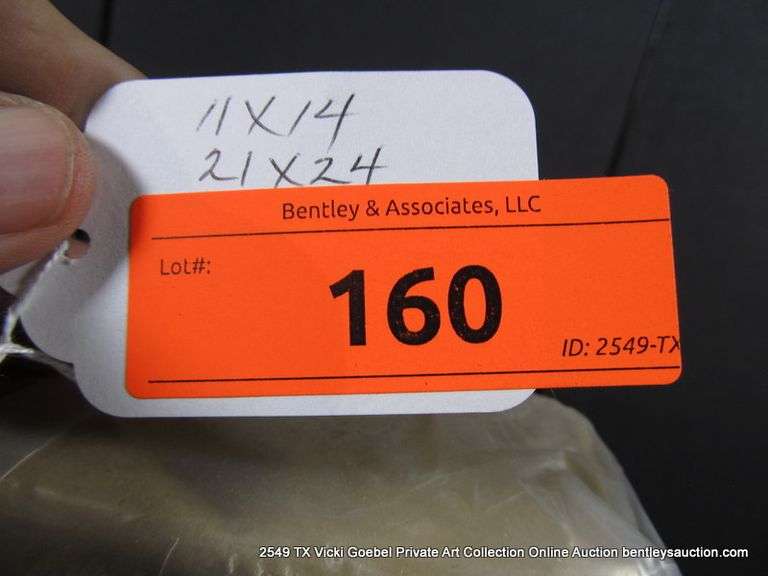 11X14
21X24
Bentley & Associates, LLC
Lot#:
160
ID: 2549-TX
2549 TX Vicki Goebel Private Art Collection Online Auction bentleysauction.com